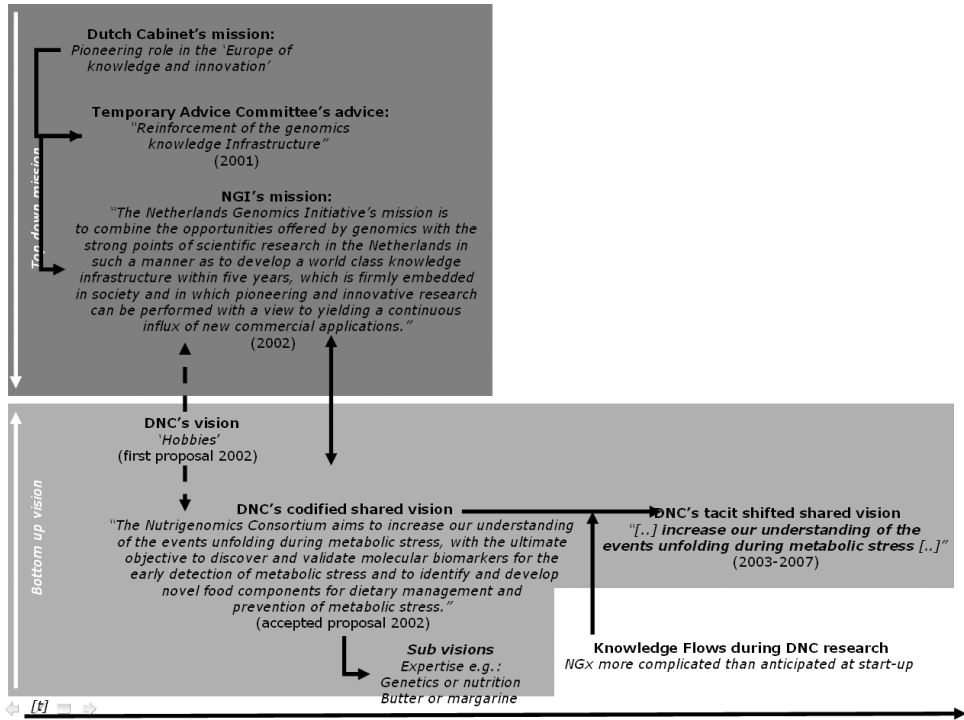 Dutch Cabinet's mission:
Pioneering role in the ‘Europe of
knowledge and innovation’
Temporary Advice Committee's advice:
“Reinforcement of the genomics
knowledge Infrastructure”
(2001)
Top down mission
NGI's mission:
“The Netherlands Genomics Initiative's mission is
to combine the opportunities offered by genomics with the
strong points of scientific research in the Netherlands in
such a manner as to develop a world class knowledge
infrastructure within five years, which is firmly embedded
in society and in which pioneering and innovative research
can be performed with a view to yielding a continuous
influx of new commercial applications.”
(2002)
DNC's vision
‘Hobbies’
(first proposal 2002)
Bottom up vision
DNC's codified shared vision
“The Nutrigenomics Consortium aims to increase our understanding
of the events unfolding during metabolic stress, with the ultimate
objective to discover and validate molecular biomarkers for the
early detection of metabolic stress and to identify and develop
novel food components for dietary management and
prevention of metabolic stress.”
(accepted proposal 2002)
DNC's tacit shifted shared vision
“[..] increase our understanding of the
events unfolding during metabolic stress [..]”
(2003-2007)
Sub visions
Expertise e.g.:
Genetics or nutrition
Butter or margarine
Knowledge Flows during DNC research
NGx more complicated than anticipated at start-up
[t]